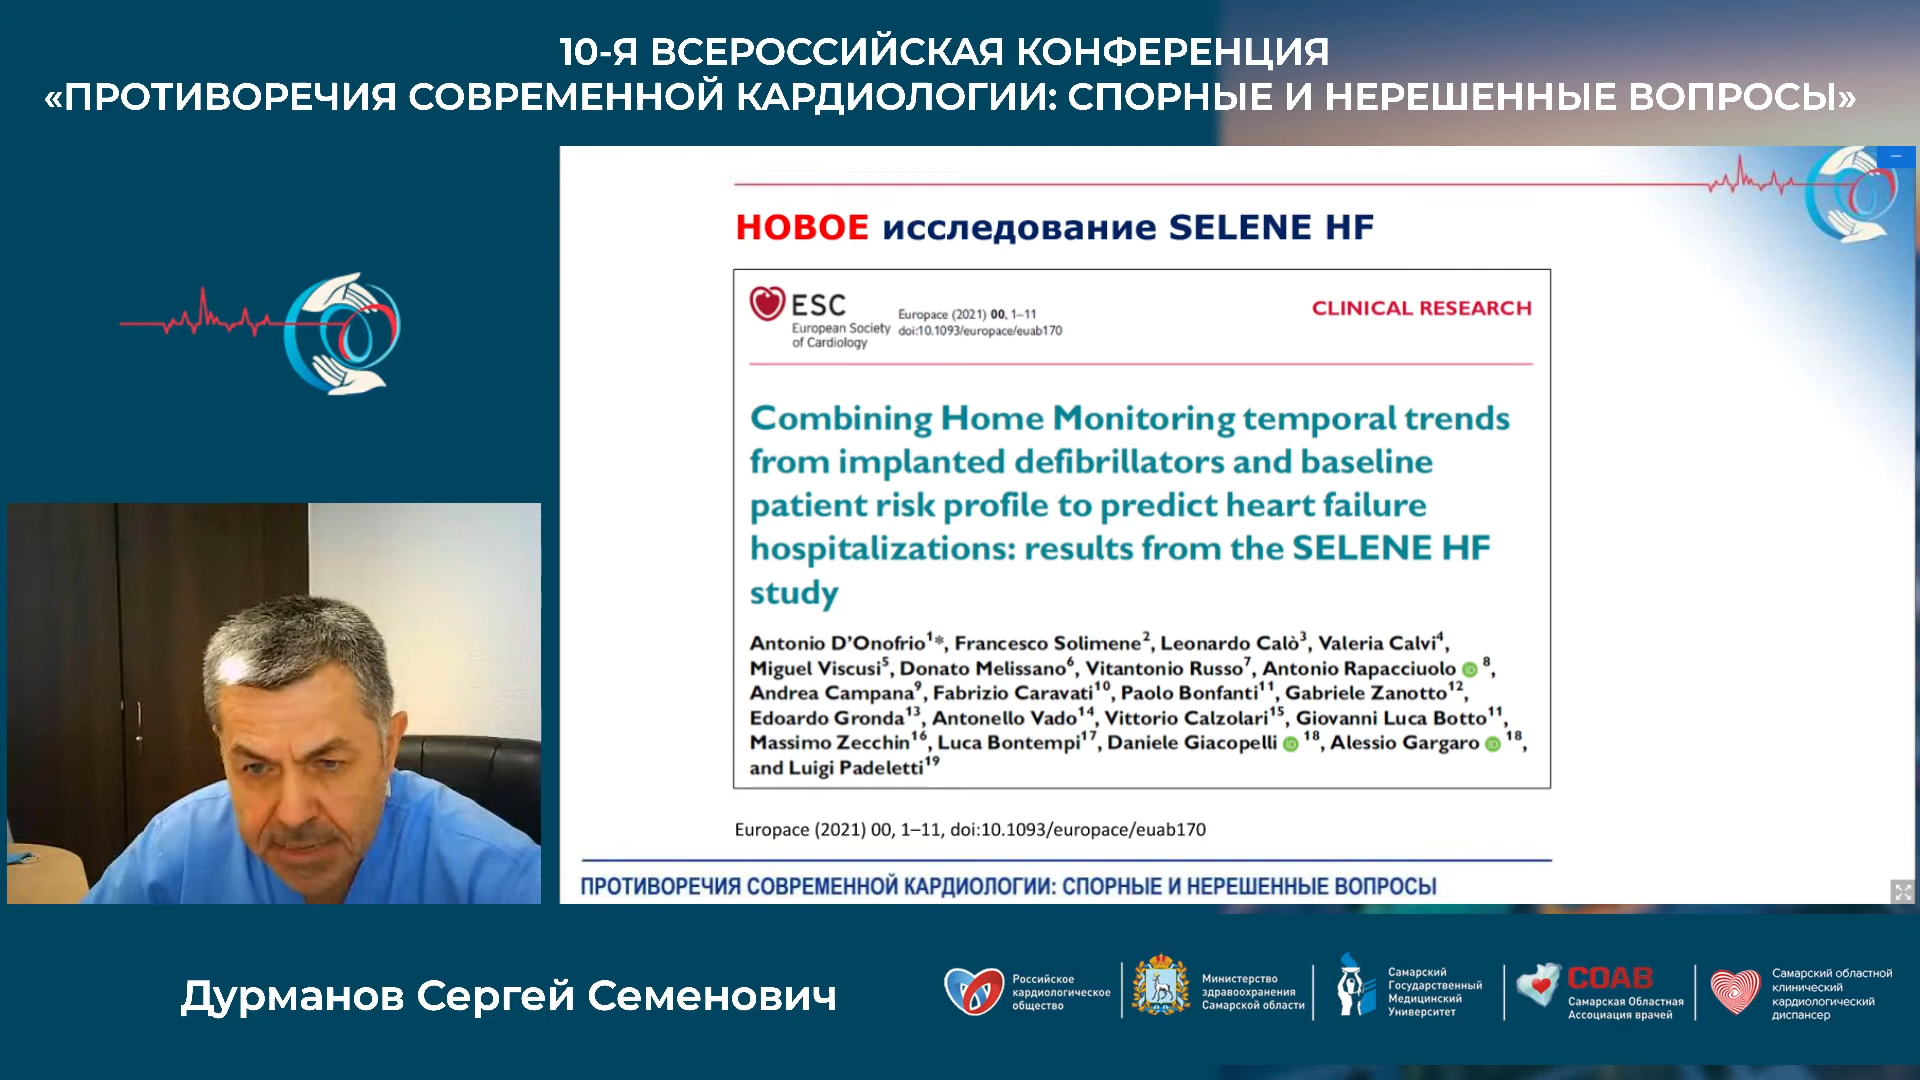 10-Я ВСЕРОССИЙСКАЯ КОНФЕРЕНЦИЯ
«ПРОТИВОРЕЧИЯ СОВРЕМЕННОЙ КАРДИОЛОГИИ: СПОРНЫЕ И НЕРЕШЕННЫЕ ВОПРОСЫ»
НОВОЕ исследование SELENE HF
ESC
European Society
of Cardiology
Europace (2021) 00, 1–11
doi:10.1093/europace/euab170
CLINICAL RESEARCH
Combining Home Monitoring temporal trends
from implanted defibrillators and baseline
patient risk profile to predict heart failure
hospitalizations: results from the SELENE HF
study
Antonio D'Onofrio1*, Francesco Solimene2, Leonardo Calò3, Valeria Calvi4,
Miguel Viscusi5, Donato Melissano6, Vitantonio Russo7, Antonio Rapacciuolo iD 8,
Andrea Campana9, Fabrizio Caravati10, Paolo Bonfanti11, Gabriele Zanotto12,
Edoardo Gronda13, Antonello Vado14, Vittorio Calzolari15, Giovanni Luca Botto11,
Massimo Zecchin16, Luca Bontempi17, Daniele Giacopelli iD 18, Alessio Gargaro iD 18,
and Luigi Padeletti19
Europace (2021) 00, 1–11, doi:10.1093/europace/euab170
ПРОТИВОРЕЧИЯ СОВРЕМЕННОЙ КАРДИОЛОГИИ: СПОРНЫЕ И НЕРЕШЕННЫЕ ВОПРОСЫ
Дурманов Сергей Семенович
Российское
кардиологическое
общество
Министерство
здравоохранения
Самарской области
Самарский
Государственный
Медицинский
Университет
СОАВ
Самарская Областная
Ассоциация врачей
Самарский областной
клинический
кардиологический
диспансер